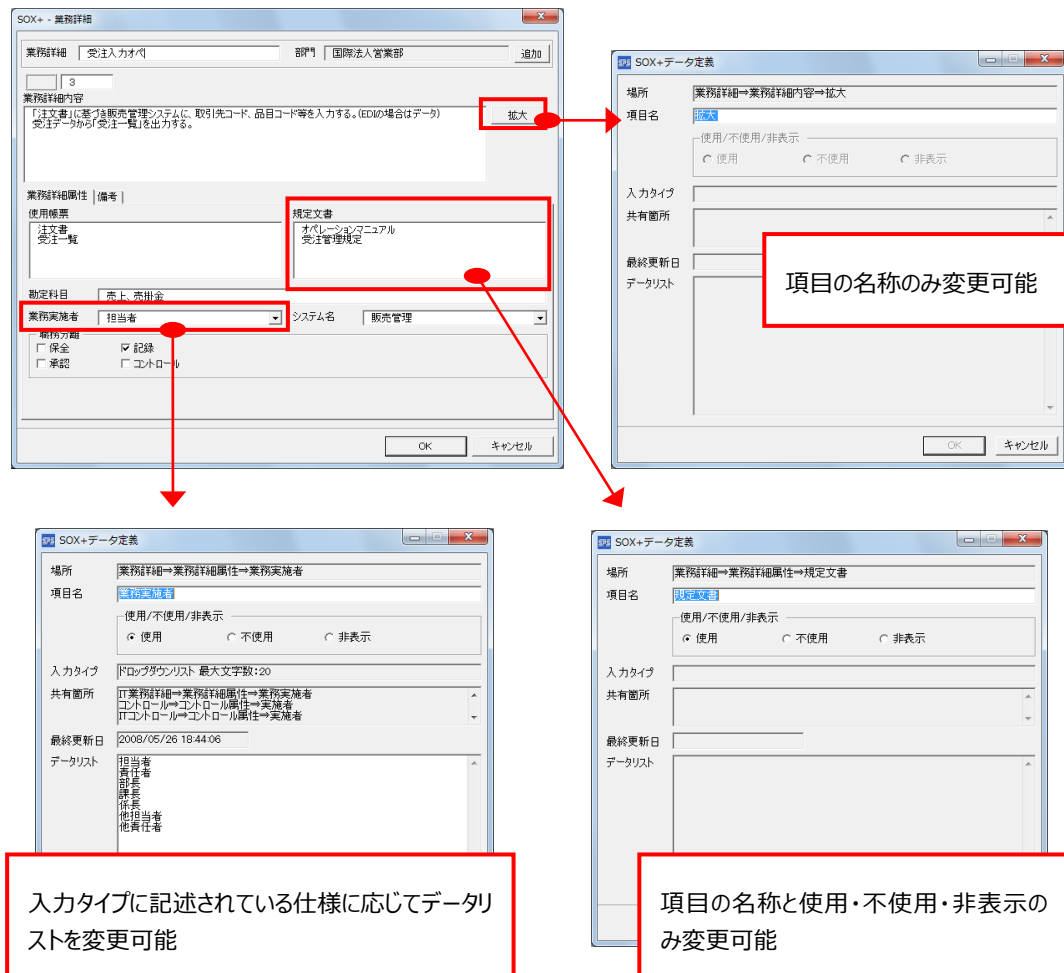 SOX+ - 業務詳細
業務詳細 受注入力オペ 部門 国際法人営業部 追加
3
業務詳細内容
「注文書」に基づき販売管理システムに、取引先コード、品目コード等を入力する。(EDIの場合はデータ)
受注データから「受注一覧」を出力する。
拡大
業務詳細属性 備考
使用帳票
注文書
受注一覧
規定文書
オペレーションマニュアル
受注管理規定
勘定科目 売上、売掛金
業務実施者 担当者 システム名 販売管理
職務分離
保全 記録
承認 コントロール
OK キャンセル
SPS SOX+データ定義
場所 業務詳細⇒業務詳細内容⇒拡大
項目名 拡大
使用/不使用/非表示
使用 不使用 非表示
入力タイプ
共有箇所
最終更新日
データリスト
項目の名称のみ変更可能
OK キャンセル
SPS SOX+データ定義
場所 業務詳細⇒業務詳細属性⇒業務実施者
項目名 業務実施者
使用/不使用/非表示
使用 不使用 非表示
入力タイプ ドロップダウンリスト 最大文字数:20
共有箇所 IT業務詳細⇒業務詳細属性⇒業務実施者
コントロール⇒コントロール属性⇒実施者
ITコントロール⇒コントロール属性⇒実施者
最終更新日 2008/05/26 18:44:06
データリスト 担当者
責任者
部長
課長
係長
他担当者
他責任者
入力タイプに記述されている仕様に応じてデータリ
ストを変更可能
SPS SOX+データ定義
場所 業務詳細⇒業務詳細属性⇒規定文書
項目名 規定文書
使用/不使用/非表示
使用 不使用 非表示
入力タイプ
共有箇所
最終更新日
データリスト
項目の名称と使用・不使用・非表示の
み変更可能